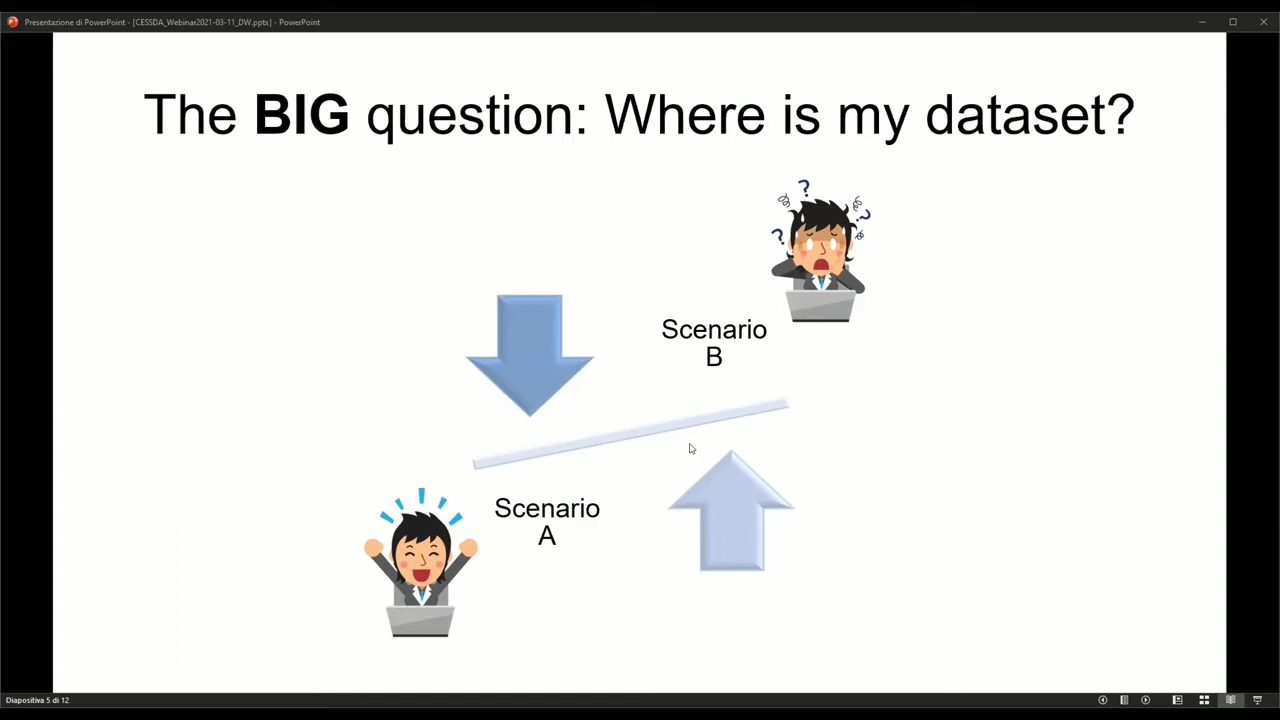 Presentazione di PowerPoint - [CESSDA_Webinar2021-03-11_DW.pptx] - PowerPoint
The BIG question: Where is my dataset?
? ? ?
Scenario
B
Scenario
A
Diapositiva 5 di 12